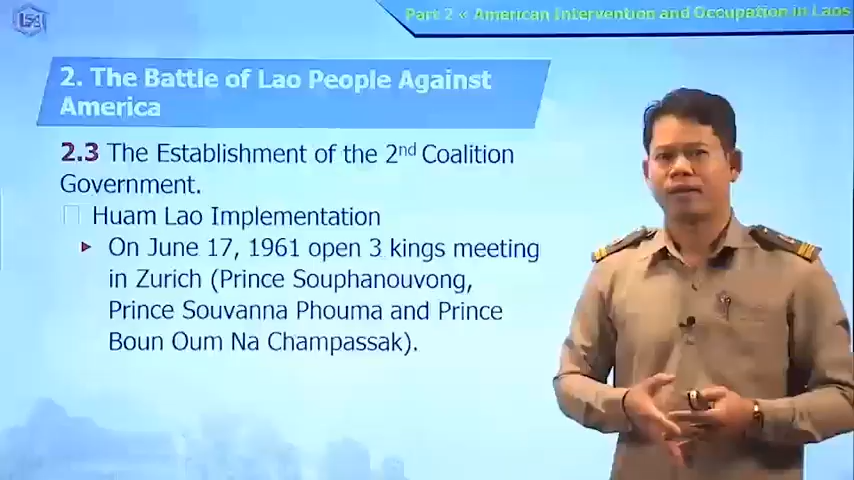 Part 2 « American Intervention and Occupation in Laos
2. The Battle of Lao People Against
America
2.3 The Establishment of the 2nd Coalition
Government.
Huam Lao Implementation
On June 17, 1961 open 3 kings meeting
in Zurich (Prince Souphanouvong,
Prince Souvanna Phouma and Prince
Boun Oum Na Champassak).